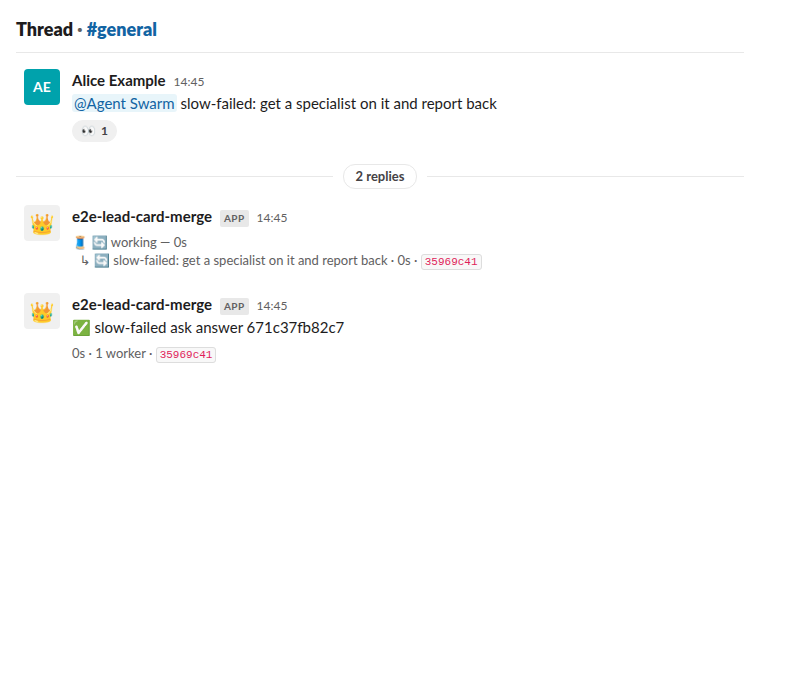 Thread • #general
AE
Alice Example 14:45
@Agent Swarm slow-failed: get a specialist on it and report back
👀 1
2 replies
e2e-lead-card-merge APP 14:45
🧵 🔄 working — 0s
↳ 🔄 slow-failed: get a specialist on it and report back · 0s · 35969c41
e2e-lead-card-merge APP 14:45
✅ slow-failed ask answer 671c37fb82c7
0s · 1 worker · 35969c41